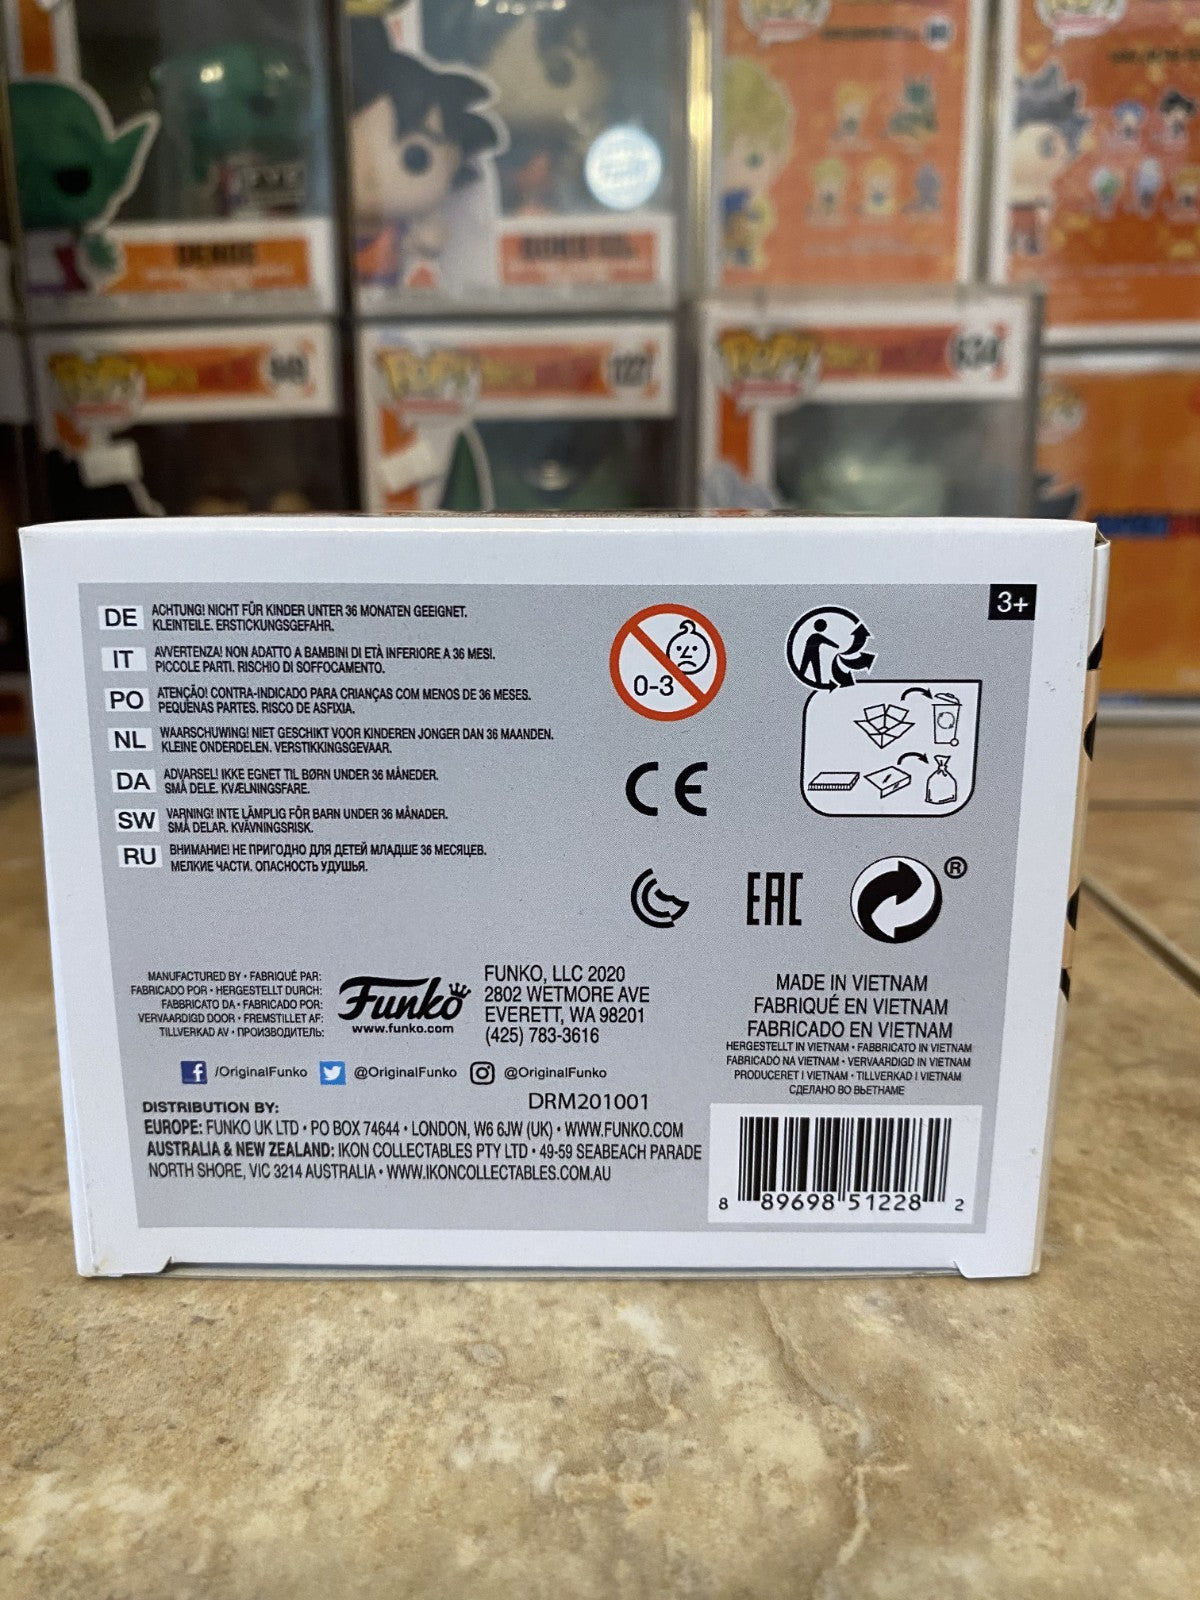 DENDE
POP!
POP!
POP!
634
3+
DE ACHTUNG! NICHT FÜR KINDER UNTER 36 MONATEN GEEIGNET.
KLEINTEILE. ERSTICKUNGSGEFAHR.
IT AVVERTENZA! NON ADATTO A BAMBINI DI ETÀ INFERIORE A 36 MESI.
PICCOLE PARTI. RISCHIO DI SOFFOCAMENTO.
PO ATENÇÃO! CONTRA-INDICADO PARA CRIANÇAS COM MENOS DE 36 MESES.
PEQUENAS PARTES. RISCO DE ASFIXIA.
NL WAARSCHUWING! NIET GESCHIKT VOOR KINDEREN JONGER DAN 36 MAANDEN.
KLEINE ONDERDELEN. VERSTIKKINGSGEVAAR.
DA ADVARSEL! IKKE EGNET TIL BØRN UNDER 36 MÅNEDER.
SMÅ DELE. KVÆLNINGSFARE.
SW VARNING! INTE LÄMPLIG FÖR BARN UNDER 36 MÅNADER.
SMÅ DELAR. KVÄVNINGSRISK.
RU ВНИМАНИЕ! НЕ ПРИГОДНО ДЛЯ ДЕТЕЙ МЛАДШЕ 36 МЕСЯЦЕВ.
МЕЛКИЕ ЧАСТИ. ОПАСНОСТЬ УДУШЬЯ.
0-3
CE
EAC
®
MANUFACTURED BY • FABRIQUÉ PAR:
FABRICADO POR • HERGESTELLT DURCH:
FABBRICATO DA • FABRICADO POR:
VERVAARDIGD DOOR • FREMSTILLET AF:
TILLVERKAD AV • ПРОИЗВОДИТЕЛЬ:
Funko
www.funko.com
FUNKO, LLC 2020
2802 WETMORE AVE
EVERETT, WA 98201
(425) 783-3616
/OriginalFunko @OriginalFunko @OriginalFunko
DRM201001
DISTRIBUTION BY:
EUROPE: FUNKO UK LTD • PO BOX 74644 • LONDON, W6 6JW (UK) • WWW.FUNKO.COM
AUSTRALIA & NEW ZEALAND: IKON COLLECTABLES PTY LTD • 49-59 SEABEACH PARADE
NORTH SHORE, VIC 3214 AUSTRALIA • WWW.IKONCOLLECTABLES.COM.AU
MADE IN VIETNAM
FABRIQUÉ EN VIETNAM
FABRICADO EN VIETNAM
HERGESTELLT IN VIETNAM • FABBRICATO IN VIETNAM
FABRICADO NA VIETNAM • VERVAARDIGD IN VIETNAM
PRODUCERET I VIETNAM • TILLVERKAD I VIETNAM
СДЕЛАНО ВО ВЬЕТНАМЕ
8 89698 51228 2